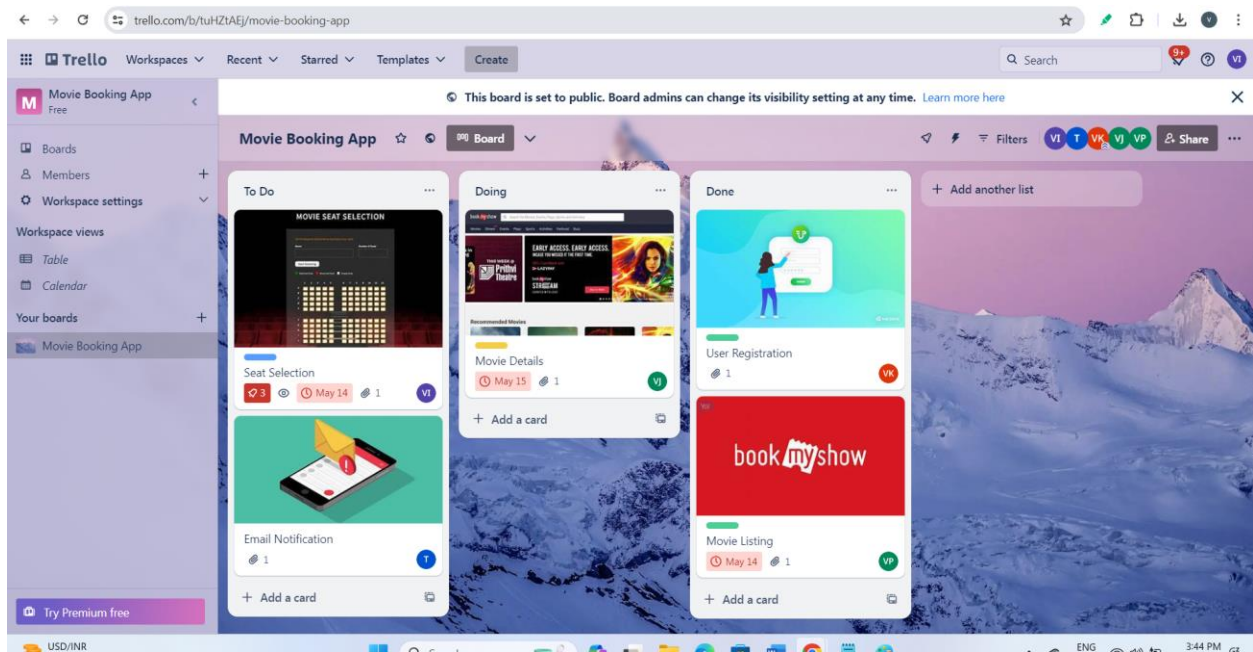 trello.com/b/tuHZtAEj/movie-booking-app
V
Trello Workspaces Recent Starred Templates Create
Search 9+ VI
M Movie Booking App
Free
This board is set to public. Board admins can change its visibility setting at any time. Learn more here
Movie Booking App Board
Filters VI T VK VJ VP Share
Boards
Members
Workspace settings
Workspace views
Table
Calendar
Your boards
Movie Booking App
Try Premium free
To Do
MOVIE SEAT SELECTION
Seat Selection
3 May 14 1 VI
Email Notification
1 T
+ Add a card
Doing
EARLY ACCESS. EARLY ACCESS.
Prithvi
Theatre
STREAM
Recommended Movies
Movie Details
May 15 1 VJ
+ Add a card
Done
User Registration
1 VK
book my show
Movie Listing
May 14 1 VP
+ Add a card
+ Add another list
USD/INR
ENG
3:44 PM